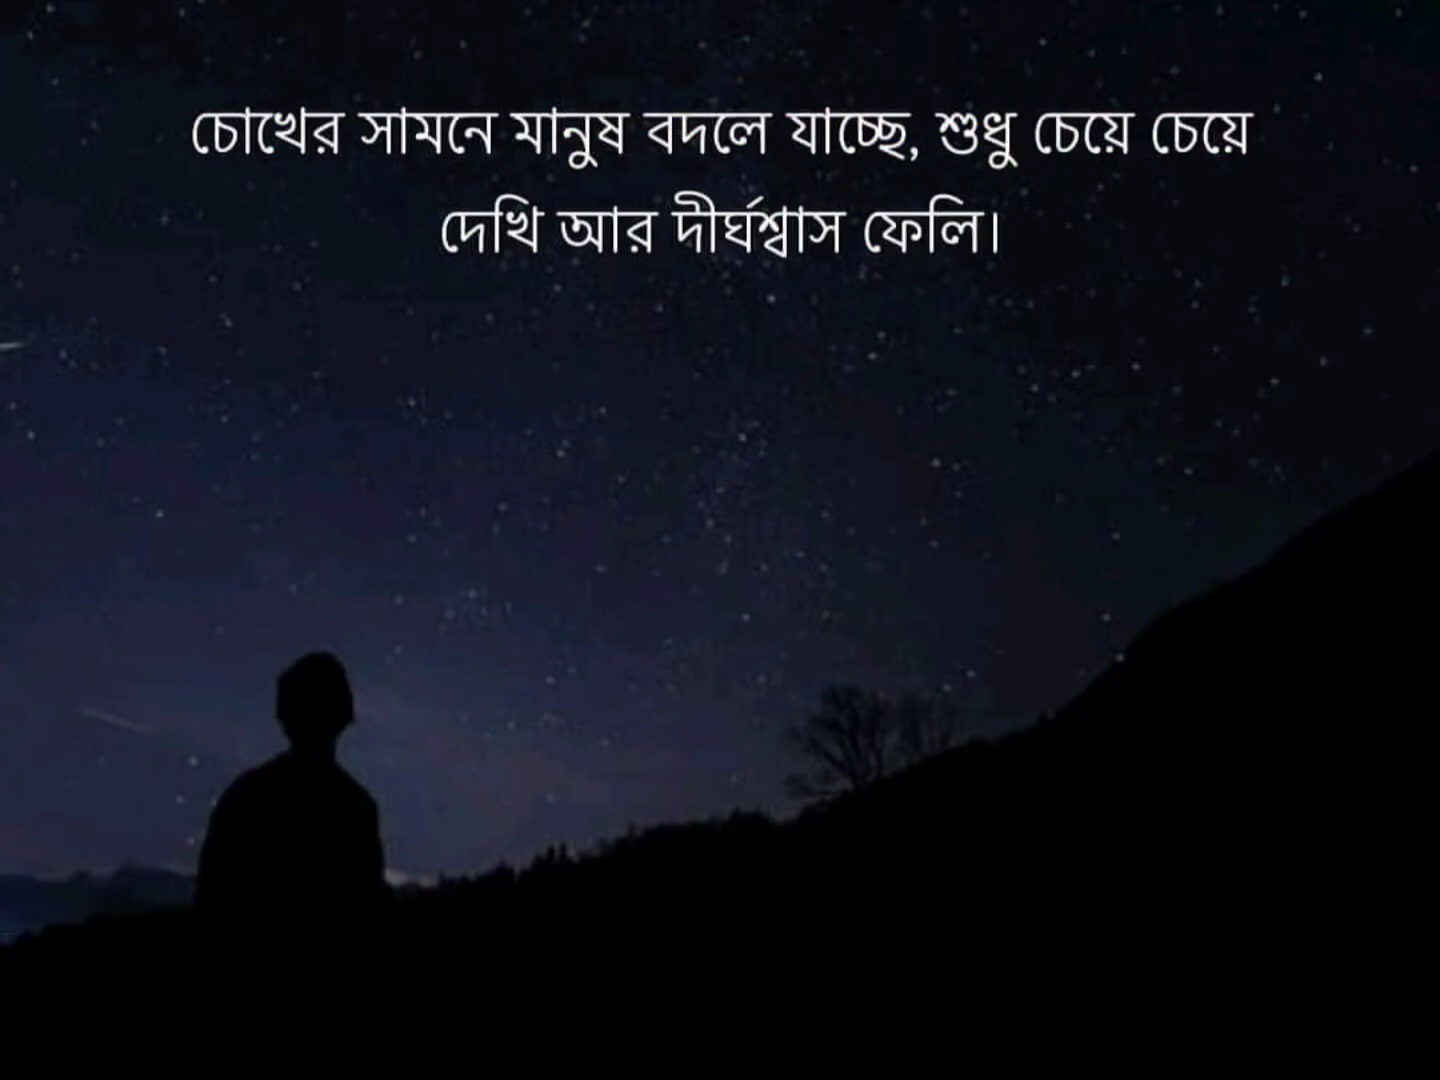 চোখের সামনে মানুষ বদলে যাচ্ছে, শুধু চেয়ে চেয়ে
দেখি আর দীর্ঘশ্বাস ফেলি।